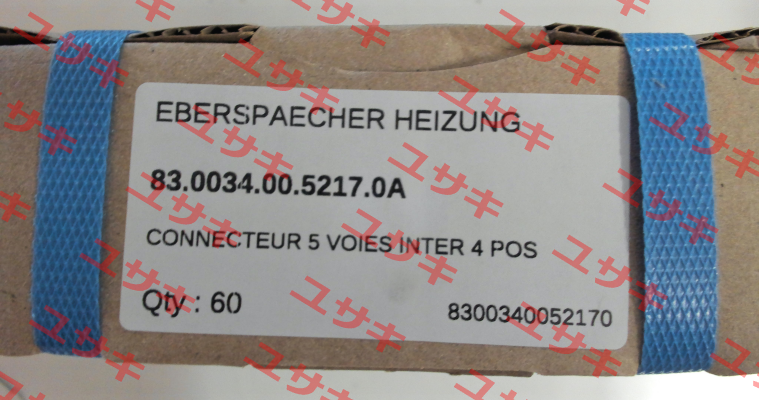 EBERSPAECHER HEIZUNG
83.0034.00.5217.0A
CONNECTEUR 5 VOIES INTER 4 POS
Qty : 60
8300340052170
ユサキ